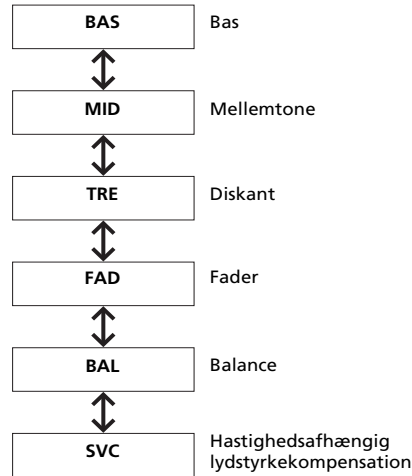 BAS Bas
MID Mellemtone
TRE Diskant
FAD Fader
BAL Balance
SVC Hastighedsafhængig
lydstyrkekompensation